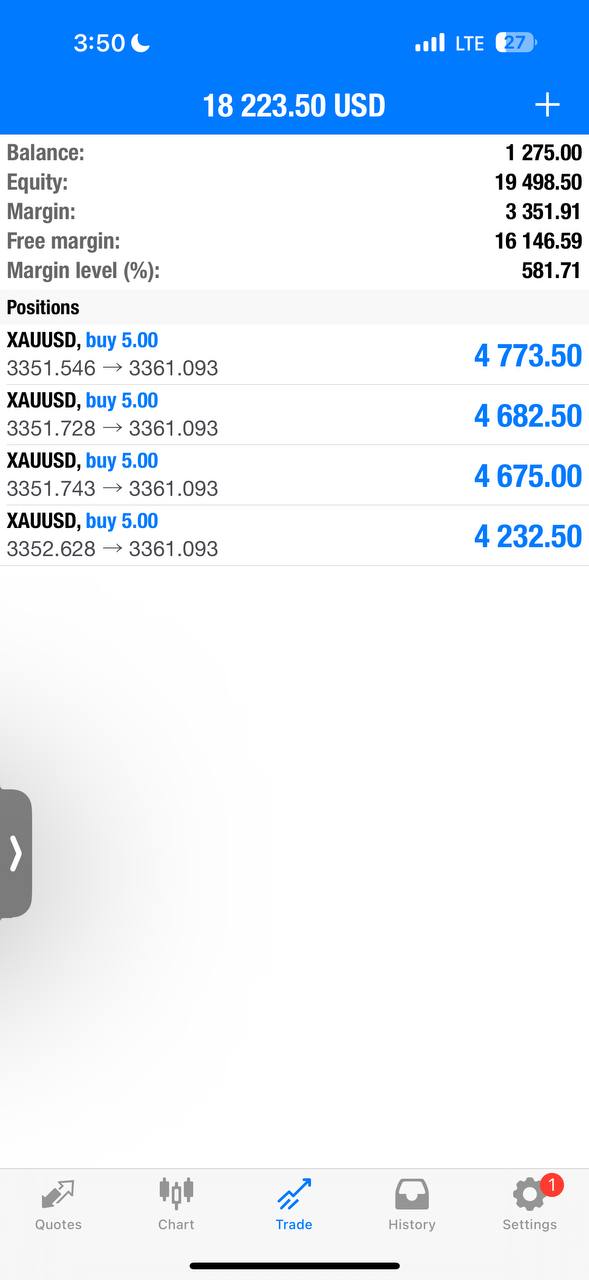 3:50 LTE 27
18 223.50 USD +
Balance: 1 275.00
Equity: 19 498.50
Margin: 3 351.91
Free margin: 16 146.59
Margin level (%): 581.71
Positions
XAUUSD, buy 5.00
3351.546 → 3361.093 4 773.50
XAUUSD, buy 5.00
3351.728 → 3361.093 4 682.50
XAUUSD, buy 5.00
3351.743 → 3361.093 4 675.00
XAUUSD, buy 5.00
3352.628 → 3361.093 4 232.50
1
Quotes Chart Trade History Settings